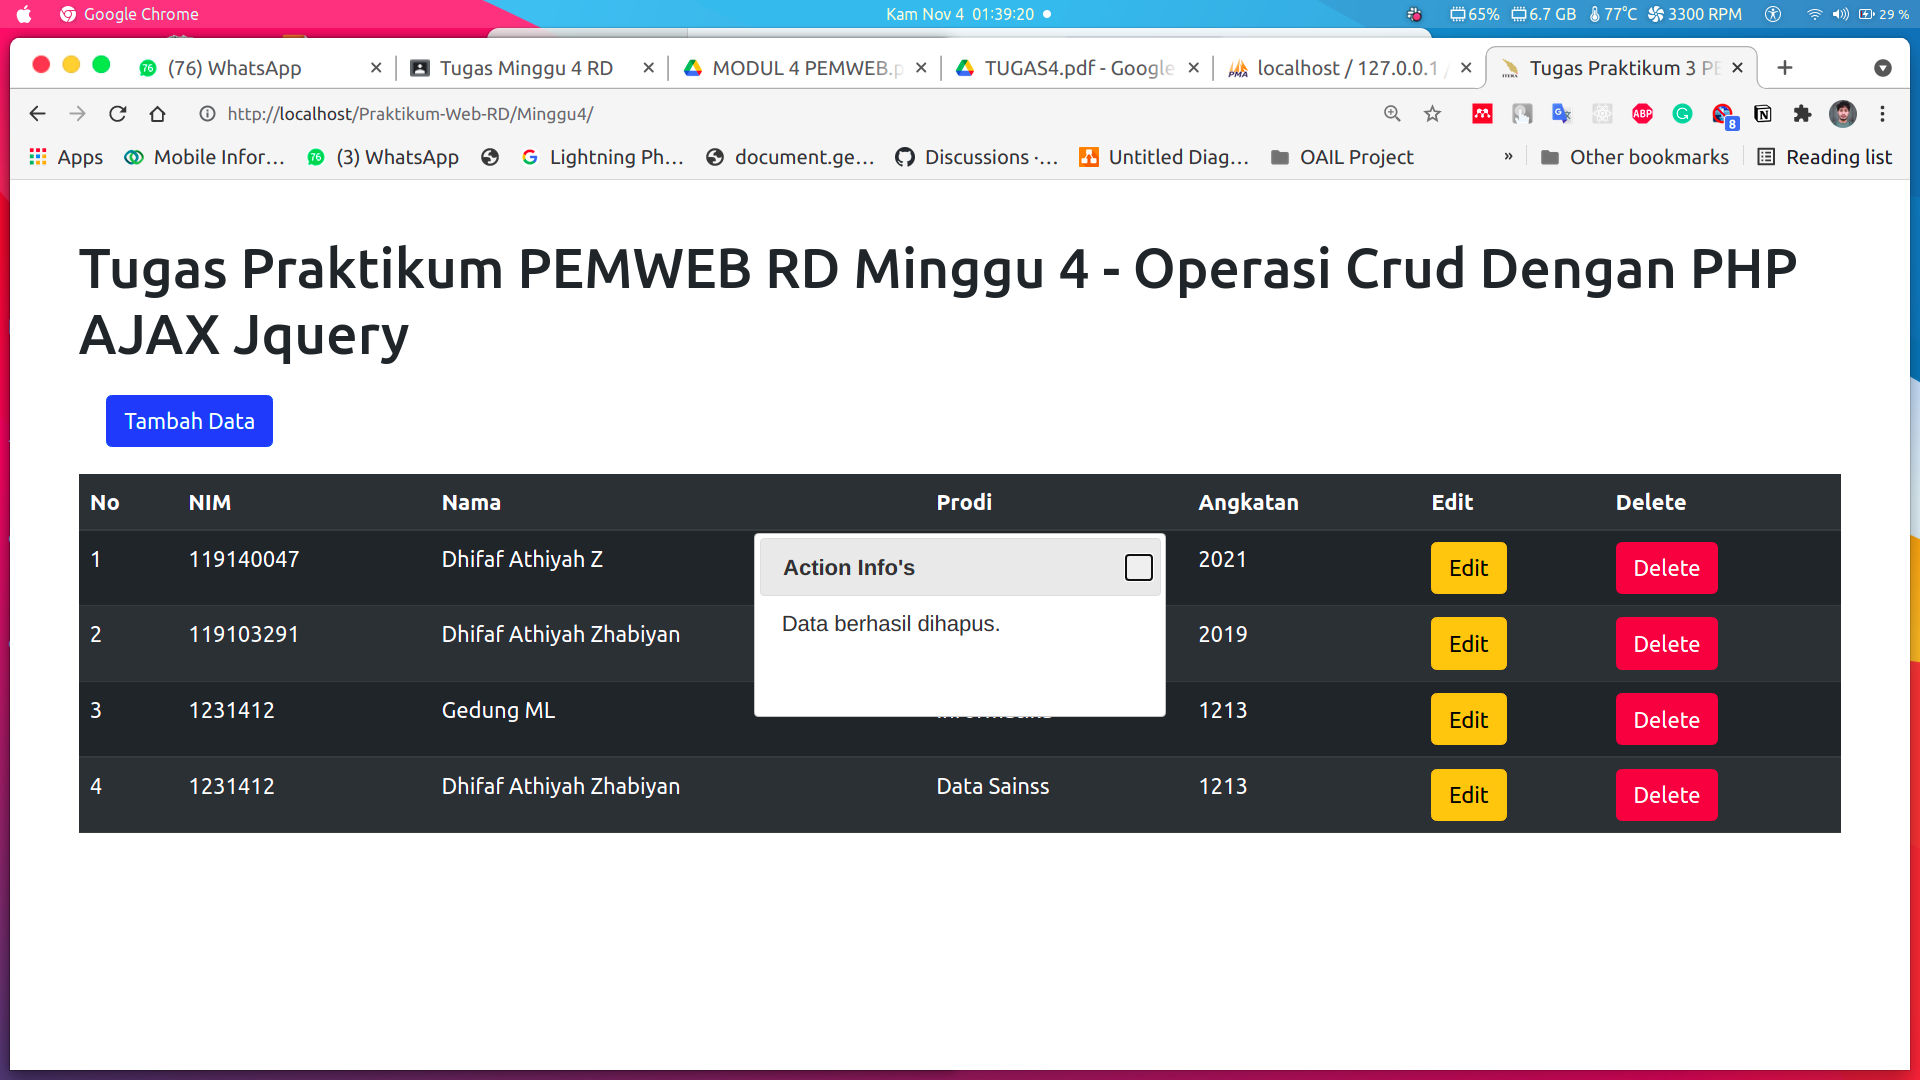 Google Chrome
Kam Nov 4 01:39:20
65% 6.7 GB 77°C 3300 RPM 29 %
(76) WhatsApp
Tugas Minggu 4 RD
MODUL 4 PEMWEB.p
TUGAS4.pdf - Google
localhost / 127.0.0.1 /
Tugas Praktikum 3 PE
http://localhost/Praktikum-Web-RD/Minggu4/
ABP
8
Apps
Mobile Infor...
(3) WhatsApp
Lightning Ph...
document.ge...
Discussions ·...
Untitled Diag...
OAIL Project
»
Other bookmarks
Reading list
Tugas Praktikum PEMWEB RD Minggu 4 - Operasi Crud Dengan PHP
AJAX Jquery
Tambah Data
No NIM Nama Prodi Angkatan Edit Delete
1 119140047 Dhifaf Athiyah Z 2021 Edit Delete
2 119103291 Dhifaf Athiyah Zhabiyan 2019 Edit Delete
3 1231412 Gedung ML 1213 Edit Delete
4 1231412 Dhifaf Athiyah Zhabiyan Data Sainss 1213 Edit Delete
Action Info's
Data berhasil dihapus.